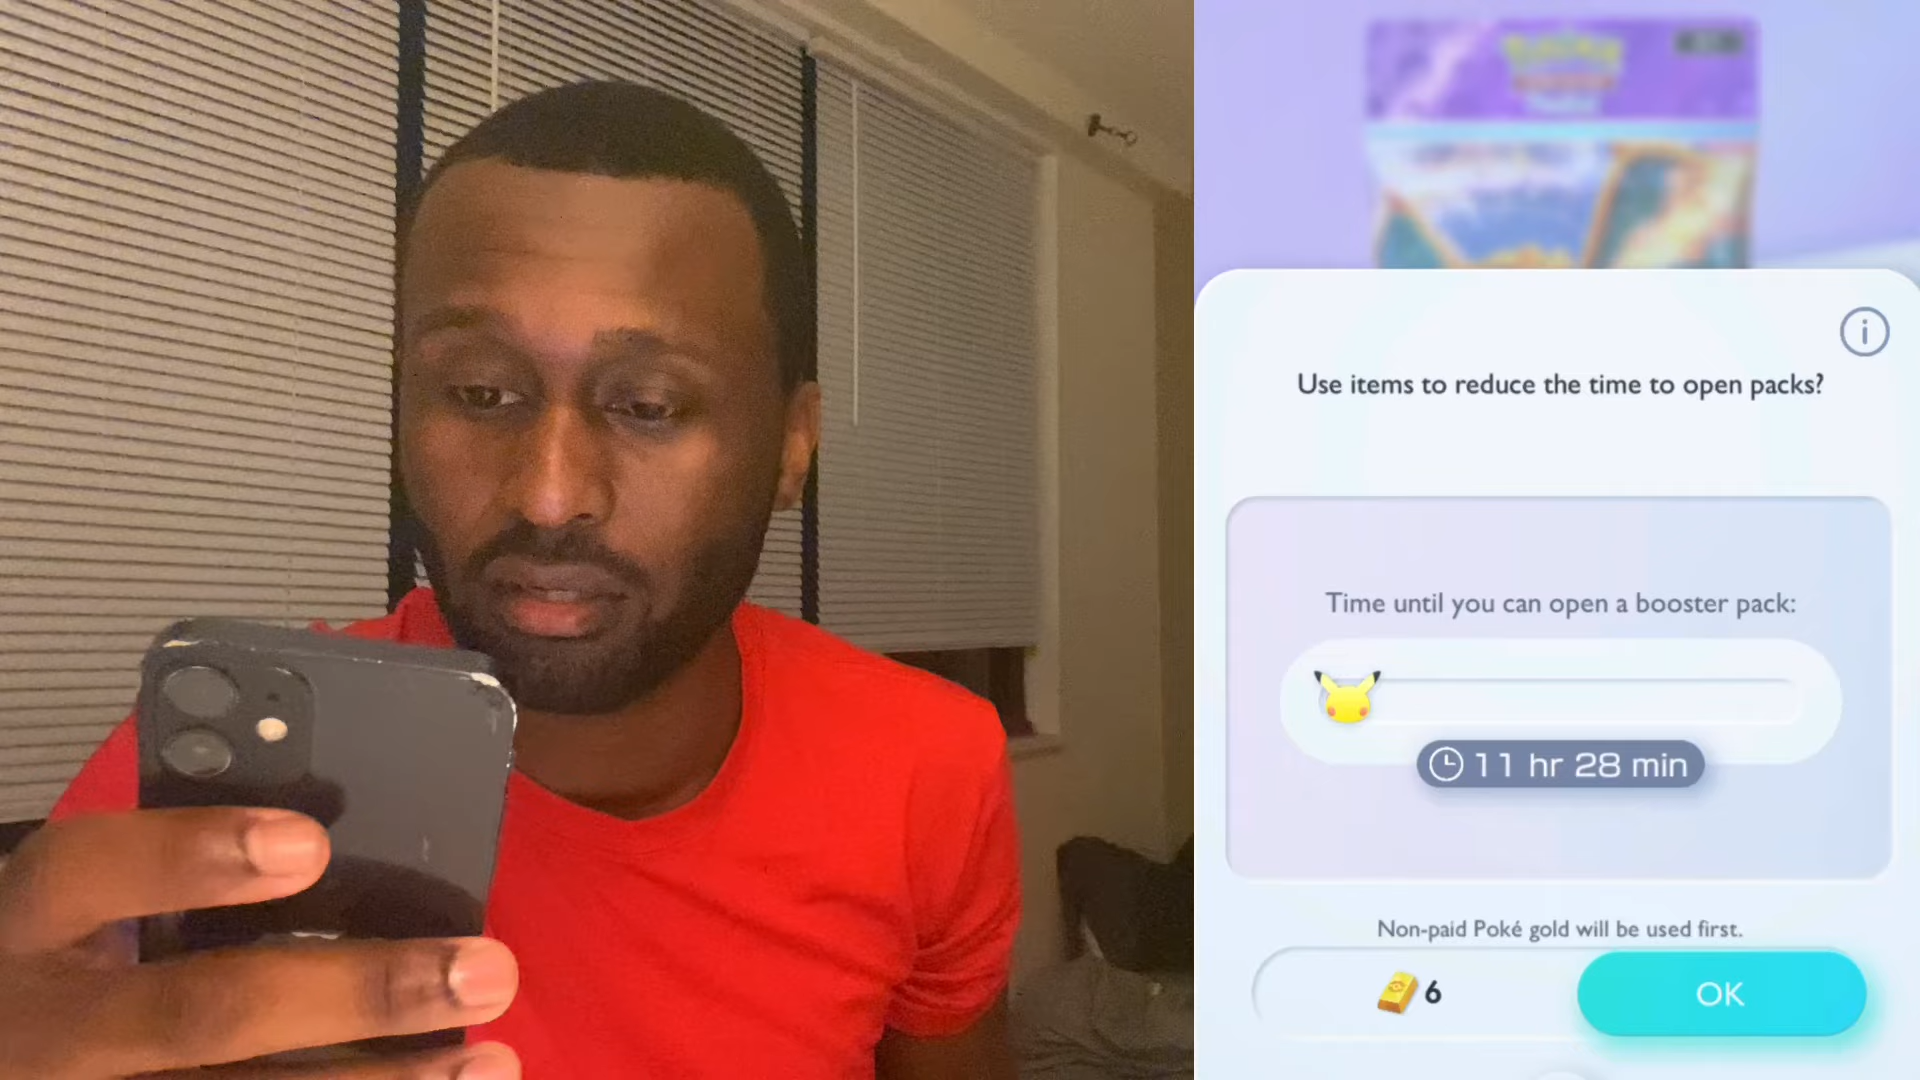 Use items to reduce the time to open packs?
Time until you can open a booster pack:
11 hr 28 min
Non-paid Poké gold will be used first.
6
OK